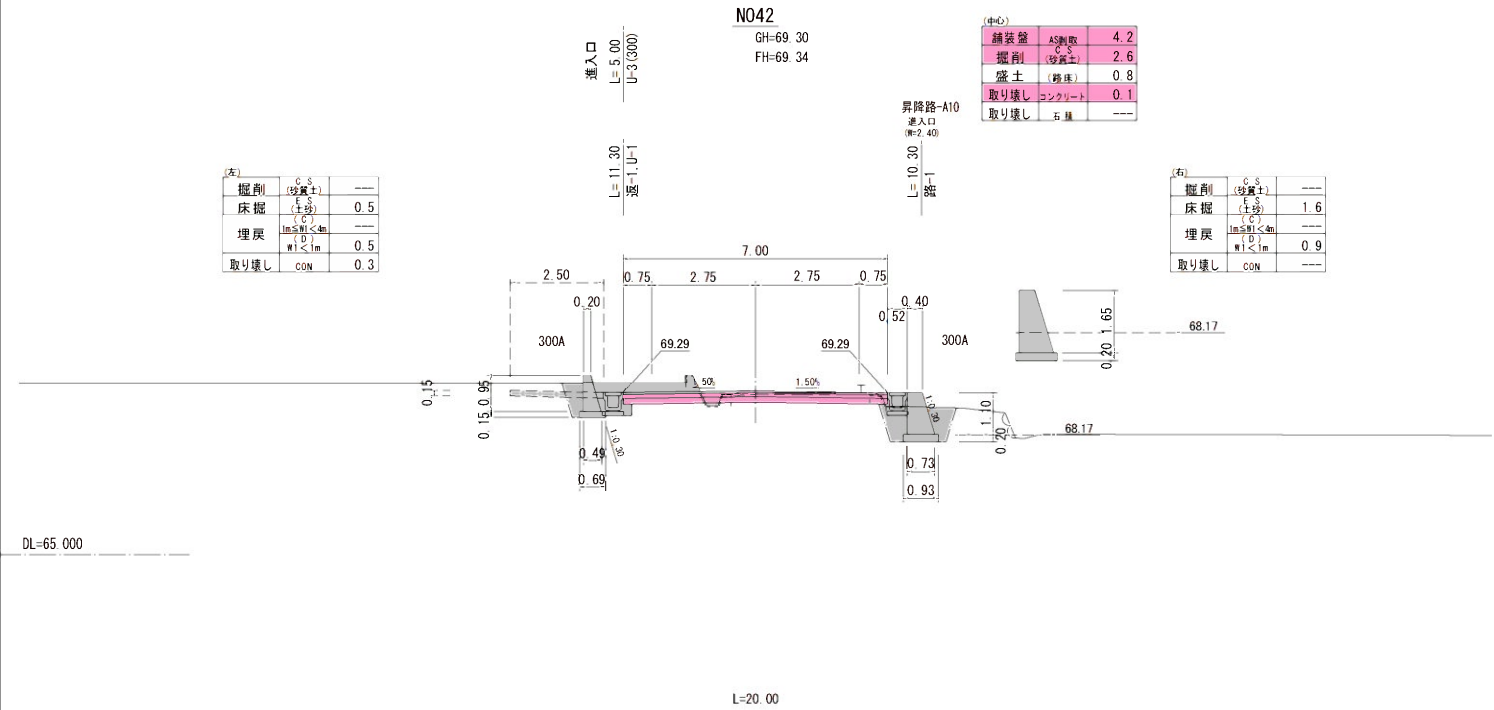 NO42
GH=69.30
FH=69.34
進入口
L= 5.00
U-3(300)
L= 11.30
返-1.U-1
昇降路-A10
進入口
(W=2.40)
L= 10.30
路-1
(中心)
舗装盤 AS剥取 4.2
掘削 C S (砂質土) 2.6
盛土 (路床) 0.8
取り壊し コンクリート 0.1
取り壊し 石積 ---
(左)
掘削 C S (砂質土) ---
床掘 E S (土砂) 0.5
埋戻 (C) 1m≦W1<4m ---
(D) W1<1m 0.5
取り壊し CON 0.3
(右)
掘削 C S (砂質土) ---
床掘 E S (土砂) 1.6
埋戻 (C) 1m≦W1<4m ---
(D) W1<1m 0.9
取り壊し CON ---
7.00
2.50
0.75
2.75
2.75
0.75
0.20
0.40
0.52
300A
69.29
69.29
300A
1.65
0.20
68.17
50%
1.50%
0.15
0.95
0.15
1:0.30
1:0.30
1.10
0.20
68.17
0.49
0.69
0.73
0.93
DL=65.000
L=20.00